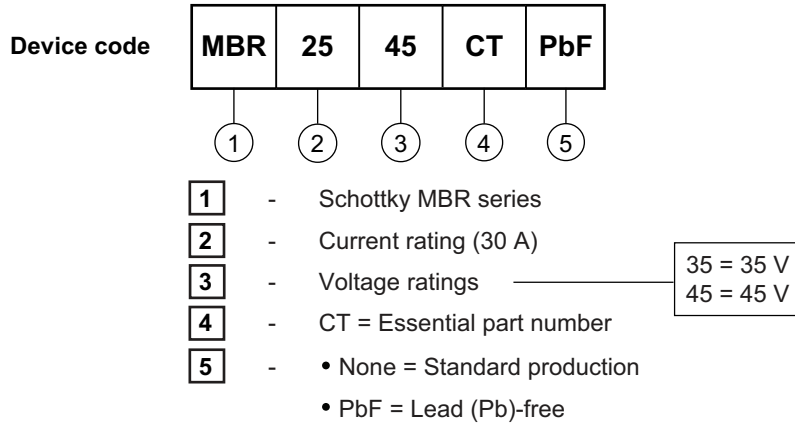 Device code MBR 25 45 CT PbF
1 2 3 4 5
1 - Schottky MBR series
2 - Current rating (30 A)
3 - Voltage ratings
35 = 35 V
45 = 45 V
4 - CT = Essential part number
5 - • None = Standard production
• PbF = Lead (Pb)-free